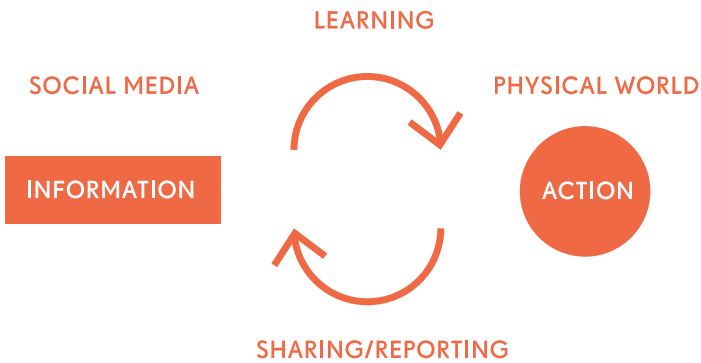 LEARNING
SOCIAL MEDIA
PHYSICAL WORLD
INFORMATION
ACTION
SHARING/REPORTING